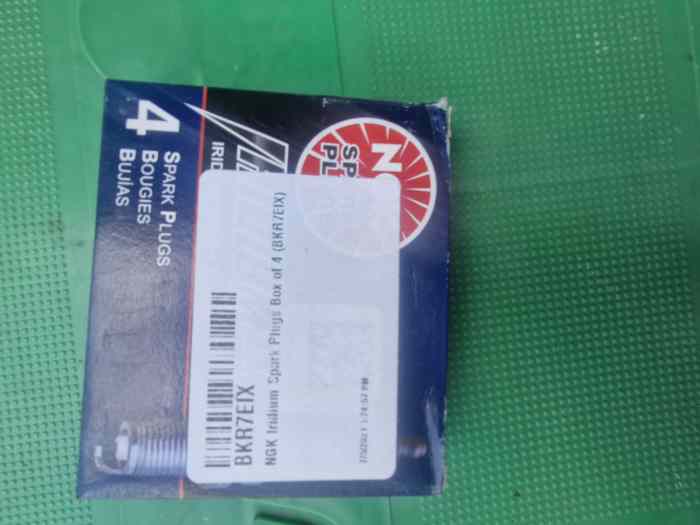 4
SPARK PLUGS
BOUGIES
BUJÍAS
BKR7EIX
NGK Iridium Spark Plugs Box of 4 (BKR7EIX)